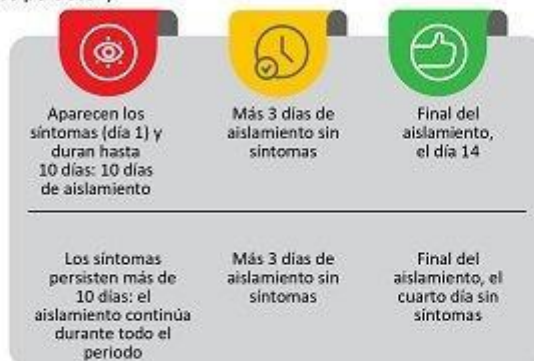 Aparecen los
síntomas (día 1) y
duran hasta
10 días: 10 días
de aislamiento
Más 3 días de
aislamiento sin
síntomas
Final del
aislamiento,
el día 14
Los síntomas
persisten más de
10 días: el
aislamiento continúa
durante todo el
periodo
Más 3 días de
aislamiento sin
síntomas
Final del
aislamiento, el
cuarto día sin
síntomas